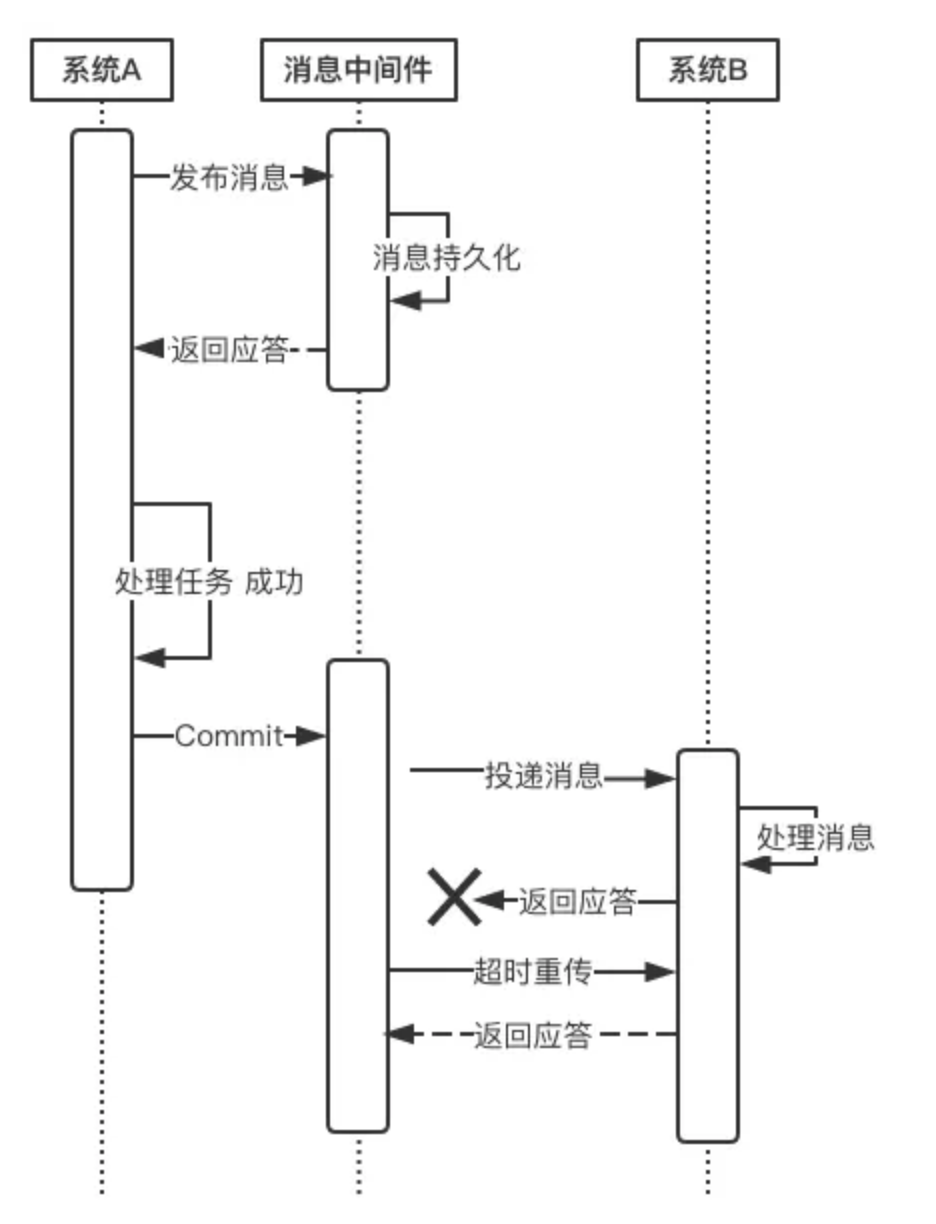 系统A
消息中间件
系统B
发布消息
消息持久化
返回应答
处理任务 成功
Commit
投递消息
处理消息
返回应答
超时重传
返回应答